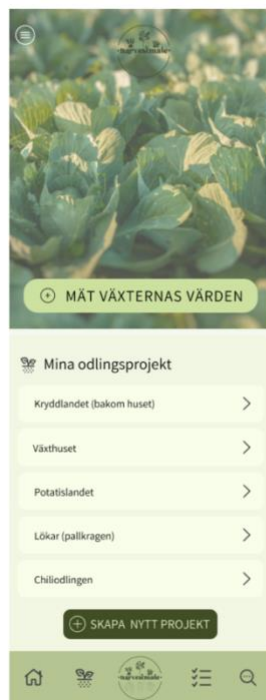 MÄT VÄXTERNAS VÄRDEN
Mina odlingsprojekt
Kryddlandet (bakom huset)
Växthuset
Potatislandet
Lökar (pallkragen)
Chiliodlingen
SKAPA NYTT PROJEKT